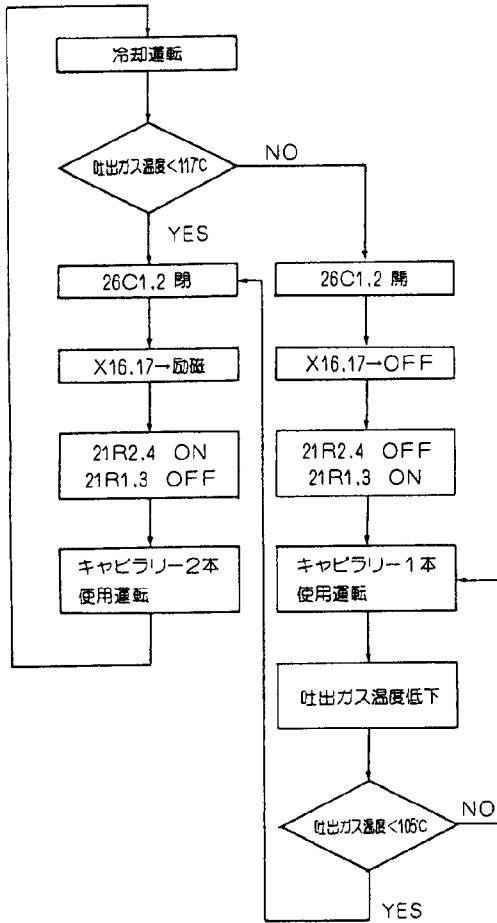 冷却運転
吐出ガス温度<117℃
NO
YES
26C1.2 閉
X16.17→励磁
21R2.4 ON
21R1.3 OFF
キャピラリー2本
使用運転
26C1.2 開
X16.17→OFF
21R2.4 OFF
21R1.3 ON
キャピラリー1本
使用運転
吐出ガス温度低下
吐出ガス温度<105℃
NO
YES